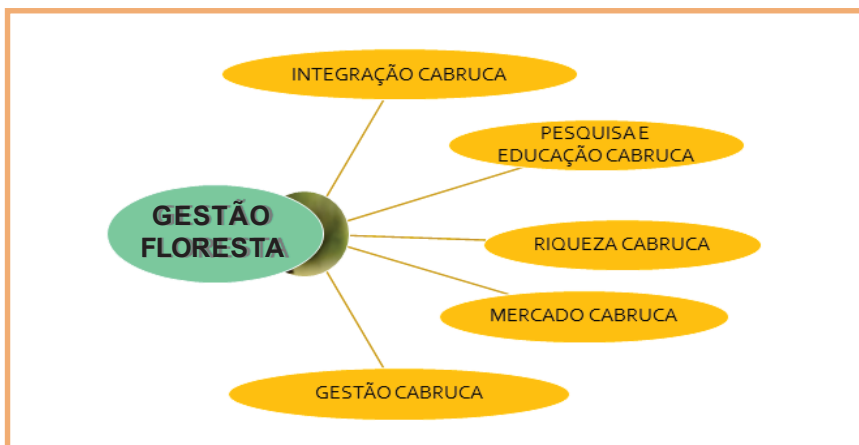 INTEGRAÇÃO CABRUCA
PESQUISA E
EDUCAÇÃO CABRUCA
GESTÃO
FLORESTA
RIQUEZA CABRUCA
MERCADO CABRUCA
GESTÃO CABRUCA